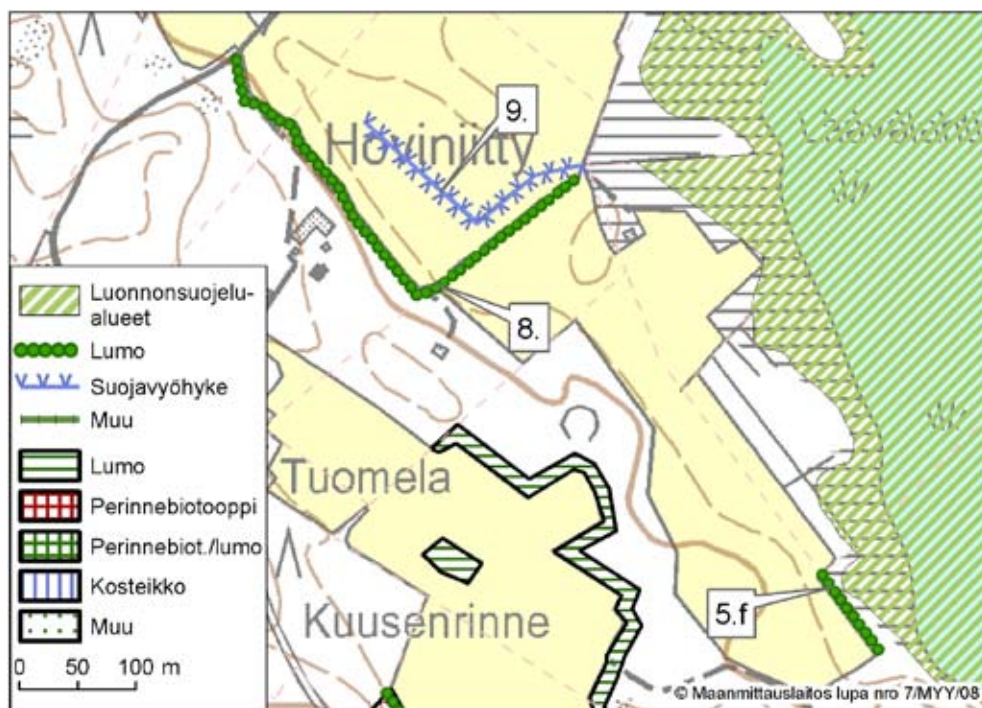 9.
Hoviniitty
8.
Luonnonsuojelu-
alueet
Lumo
Suojavyöhyke
Muu
Lumo
Perinnebiotooppi
Perinnebiot./lumo
Kosteikko
Muu
0 50 100 m
Tuomela
Kuusenrinne
5.f
© Maanmittauslaitos lupa nro 7/MYY/08